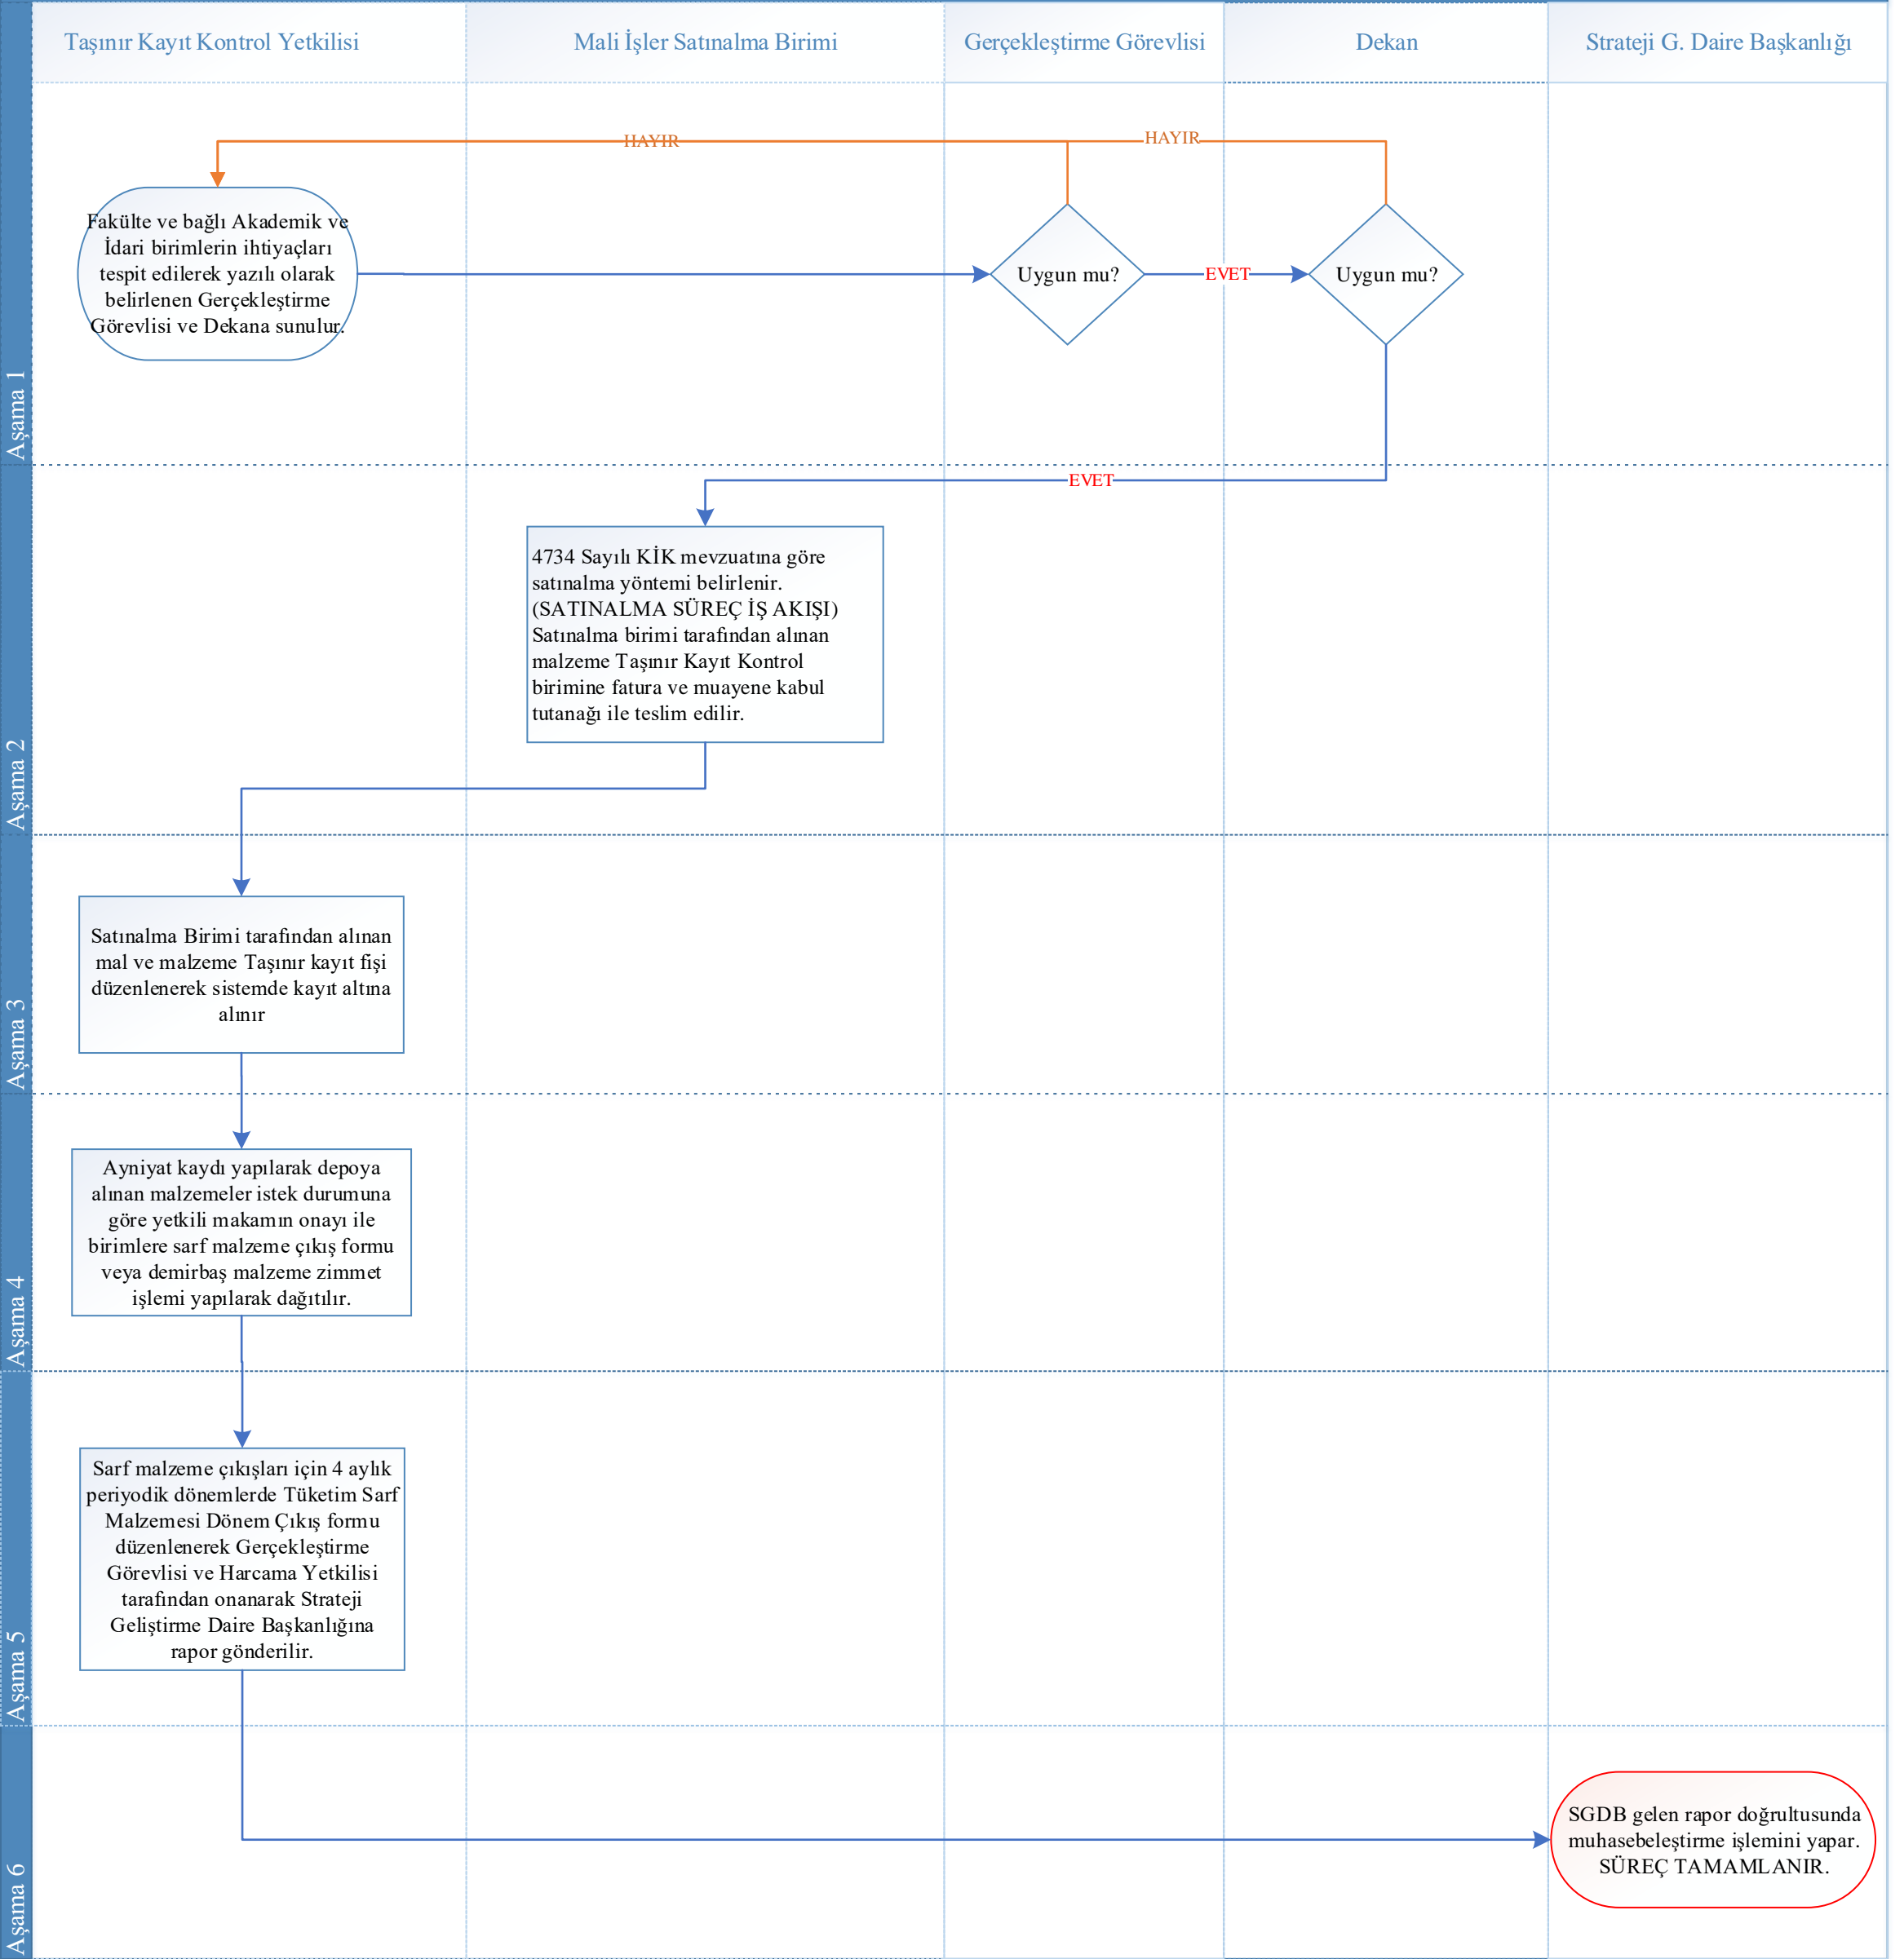 Taşınır Kayıt Kontrol Yetkilisi
Mali İşler Satınalma Birimi
Gerçekleştirme Görevlisi
Dekan
Strateji G. Daire Başkanlığı
Aşama 1
HAYIR
HAYIR
Fakülte ve bağlı Akademik ve
İdari birimlerin ihtiyaçları
tespit edilerek yazılı olarak
belirlenen Gerçekleştirme
Görevlisi ve Dekana sunulur.
Uygun mu?
EVET
Uygun mu?
Aşama 2
EVET
4734 Sayılı KİK mevzuatına göre
satınalma yöntemi belirlenir.
(SATINALMA SÜREÇ İŞ AKIŞI)
Satınalma birimi tarafından alınan
malzeme Taşınır Kayıt Kontrol
birimine fatura ve muayene kabul
tutanağı ile teslim edilir.
Aşama 3
Satınalma Birimi tarafından alınan
mal ve malzeme Taşınır kayıt fişi
düzenlenerek sistemde kayıt altına
alınır
Aşama 4
Ayniyat kaydı yapılarak depoya
alınan malzemeler istek durumuna
göre yetkili makamın onayı ile
birimlere sarf malzeme çıkış formu
veya demirbaş malzeme zimmet
işlemi yapılarak dağıtılır.
Aşama 5
Sarf malzeme çıkışları için 4 aylık
periyodik dönemlerde Tüketim Sarf
Malzemesi Dönem Çıkış formu
düzenlenerek Gerçekleştirme
Görevlisi ve Harcama Yetkilisi
tarafından onanarak Strateji
Geliştirme Daire Başkanlığına
rapor gönderilir.
Aşama 6
SGDB gelen rapor doğrultusunda
muhasebeleştirme işlemini yapar.
SÜREÇ TAMAMLANIR.